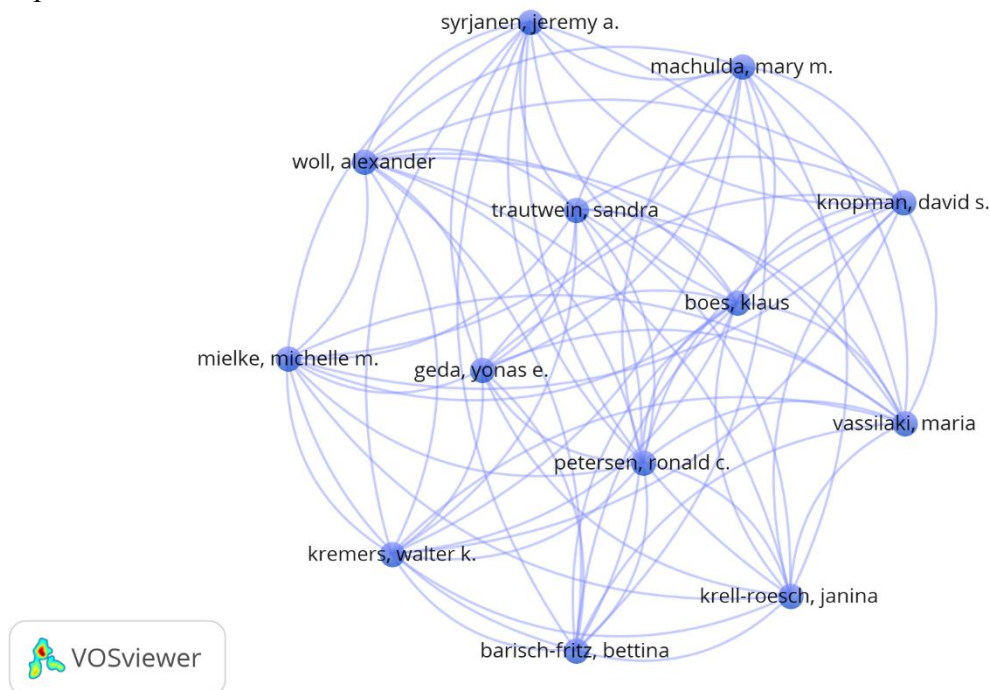 syrjanen, jeremy a.
machulda, mary m.
woll, alexander
knopman, david s.
trautwein, sandra
boes, klaus
mielke, michelle m.
geda, yonas e.
vassilaki, maria
petersen, ronald c.
kremers, walter k.
krell-roesch, janina
barisch-fritz, bettina
VOSviewer